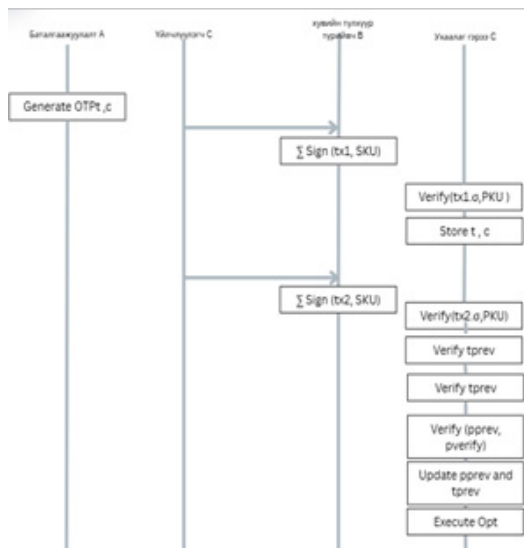 Баталгаажуулалт А
Үйлчлүүлэгч С
хувийн түлхүүр
түрийвч В
Ухаалаг гэрээ С
Generate OTPt ,c
∑ Sign (tx1, SKU)
Verify(tx1.σ,PKU )
Store t , c
∑ Sign (tx2, SKU)
Verify(tx2.σ,PKU)
Verify tprev
Verify tprev
Verify (pprev,
pverify)
Update pprev and
tprev
Execute Opt